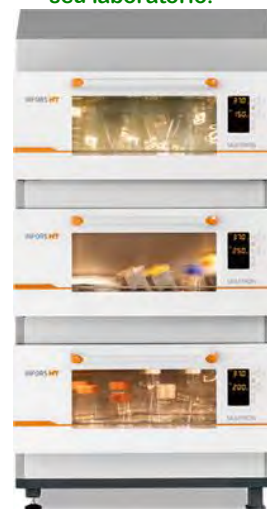 seu laboratório!
INFORS HT
37.0
150.
MULTITRON
INFORS HT
37.0
250.
MULTITRON
INFORS HT
37.0
200.
MULTITRON